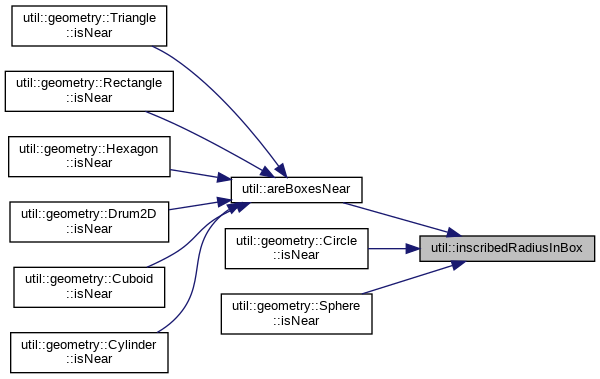 util::geometry::Triangle
::isNear
util::geometry::Rectangle
::isNear
util::geometry::Hexagon
::isNear
util::geometry::Drum2D
::isNear
util::geometry::Cuboid
::isNear
util::geometry::Cylinder
::isNear
util::areBoxesNear
util::geometry::Circle
::isNear
util::geometry::Sphere
::isNear
util::inscribedRadiusInBox